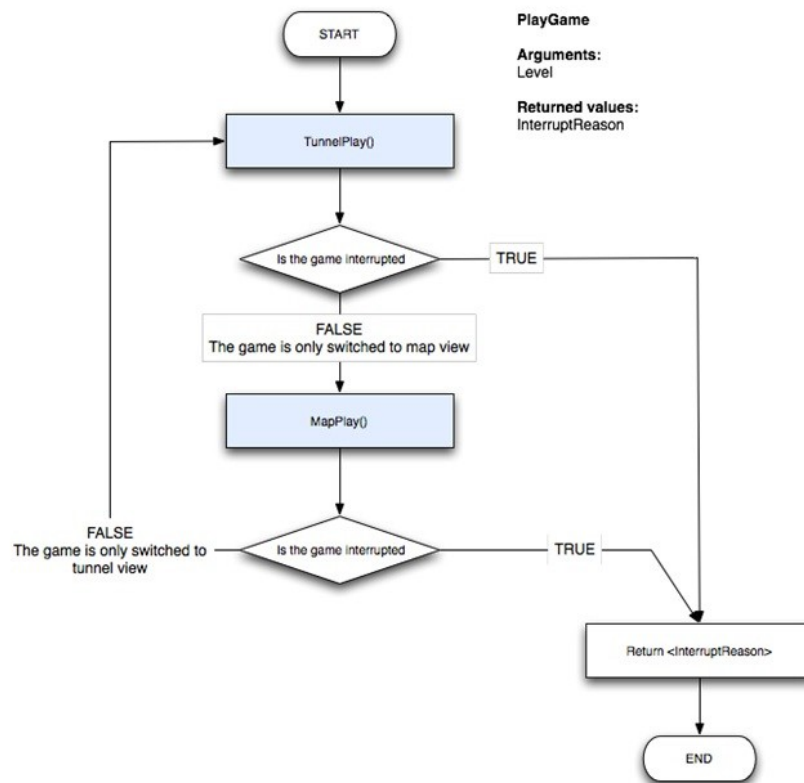 START
PlayGame
Arguments:
Level
Returned values:
InterruptReason
TunnelPlay()
Is the game interrupted
TRUE
FALSE
The game is only switched to map view
MapPlay()
Is the game interrupted
TRUE
FALSE
The game is only switched to
tunnel view
Return <InterruptReason>
END